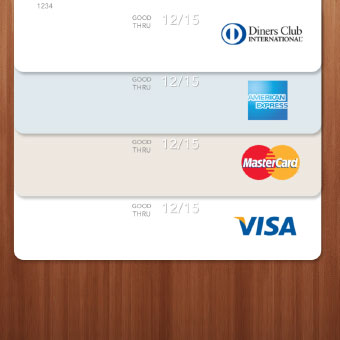 1234
GOOD
THRU
12/15
Diners Club
INTERNATIONAL
GOOD
THRU
12/15
AMERICAN
EXPRESS
GOOD
THRU
12/15
MasterCard
GOOD
THRU
12/15
VISA